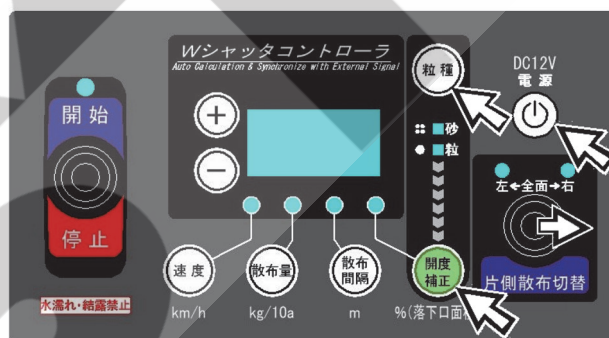 Wシャッタコントローラ
Auto Calculation & Synchronize with External Signal
開始
停止
水濡れ・結露禁止
+
−
速度
km/h
散布量
kg/10a
散布
間隔
m
粒種
砂
粒
開度
補正
%(落下口面積
DC12V
電源
左←全面→右
片側散布切替